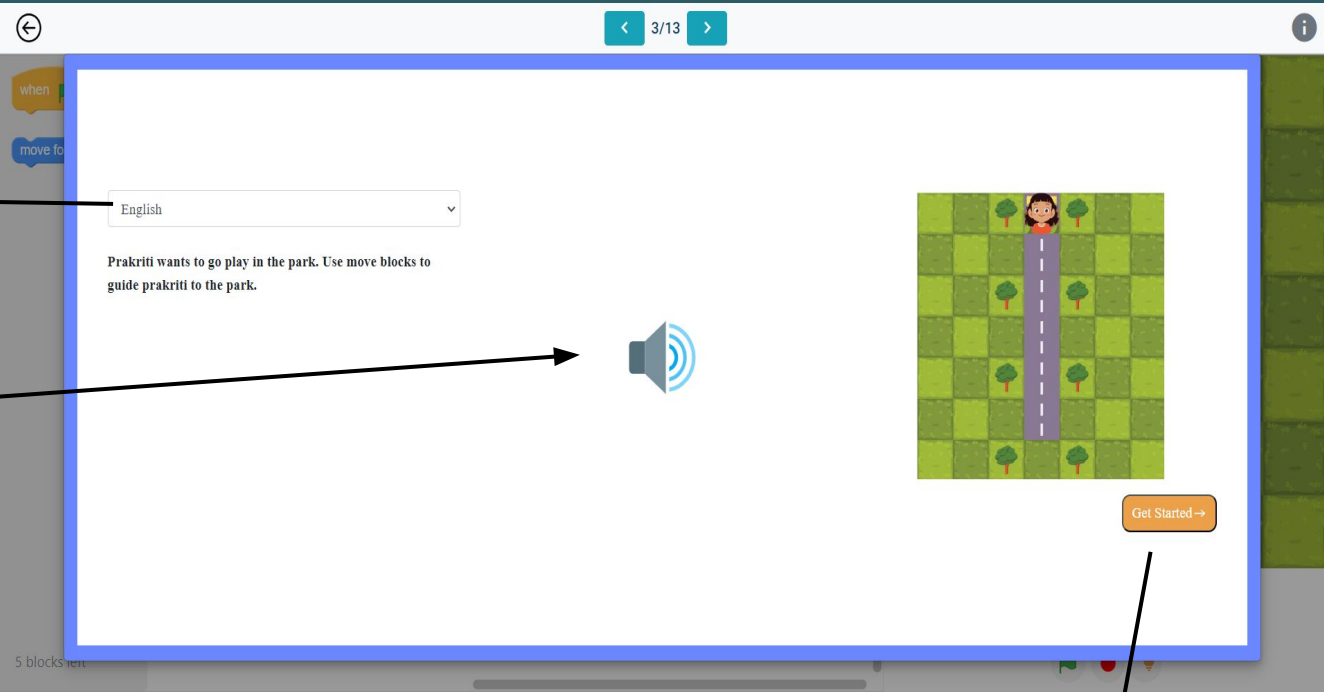 3/13
when
move fo
English
Prakriti wants to go play in the park. Use move blocks to
guide prakriti to the park.
Get Started→
5 blocks left